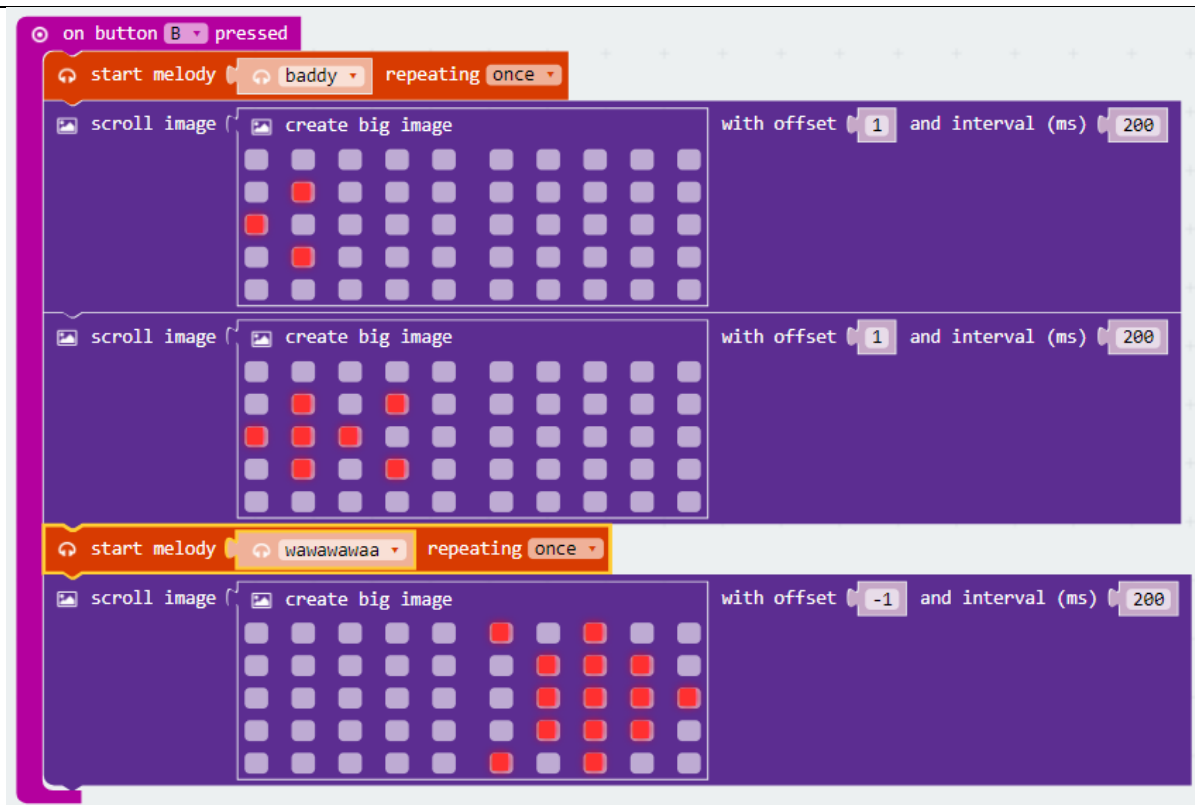 on button B pressed
start melody baddy repeating once
scroll image create big image with offset 1 and interval (ms) 200
scroll image create big image with offset 1 and interval (ms) 200
start melody wawawawaa repeating once
scroll image create big image with offset -1 and interval (ms) 200